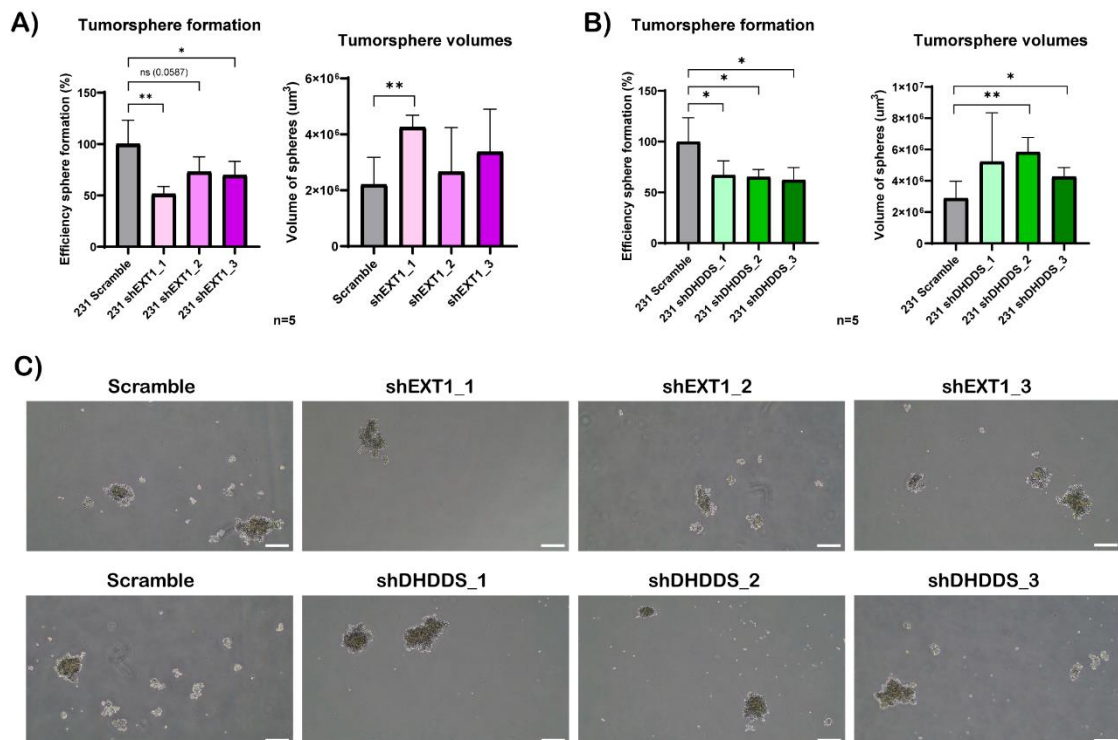 A)
Tumorsphere formation
Efficiency sphere formation (%)
150
100
50
0
*
ns (0.0587)
**
231 Scramble
231 shEXT1_1
231 shEXT1_2
231 shEXT1_3
Tumorsphere volumes
Volume of spheres (um³)
6×10⁶
4×10⁶
2×10⁶
0
**
Scramble
shEXT1_1
shEXT1_2
shEXT1_3
n=5
B)
Tumorsphere formation
Efficiency sphere formation (%)
150
100
50
0
*
*
*
231 Scramble
231 shDHDDS_1
231 shDHDDS_2
231 shDHDDS_3
Tumorsphere volumes
Volume of spheres (um³)
1×10⁷
8×10⁶
6×10⁶
4×10⁶
2×10⁶
0
*
**
231 Scramble
231 shDHDDS_1
231 shDHDDS_2
231 shDHDDS_3
n=5
C)
Scramble
shEXT1_1
shEXT1_2
shEXT1_3
Scramble
shDHDDS_1
shDHDDS_2
shDHDDS_3